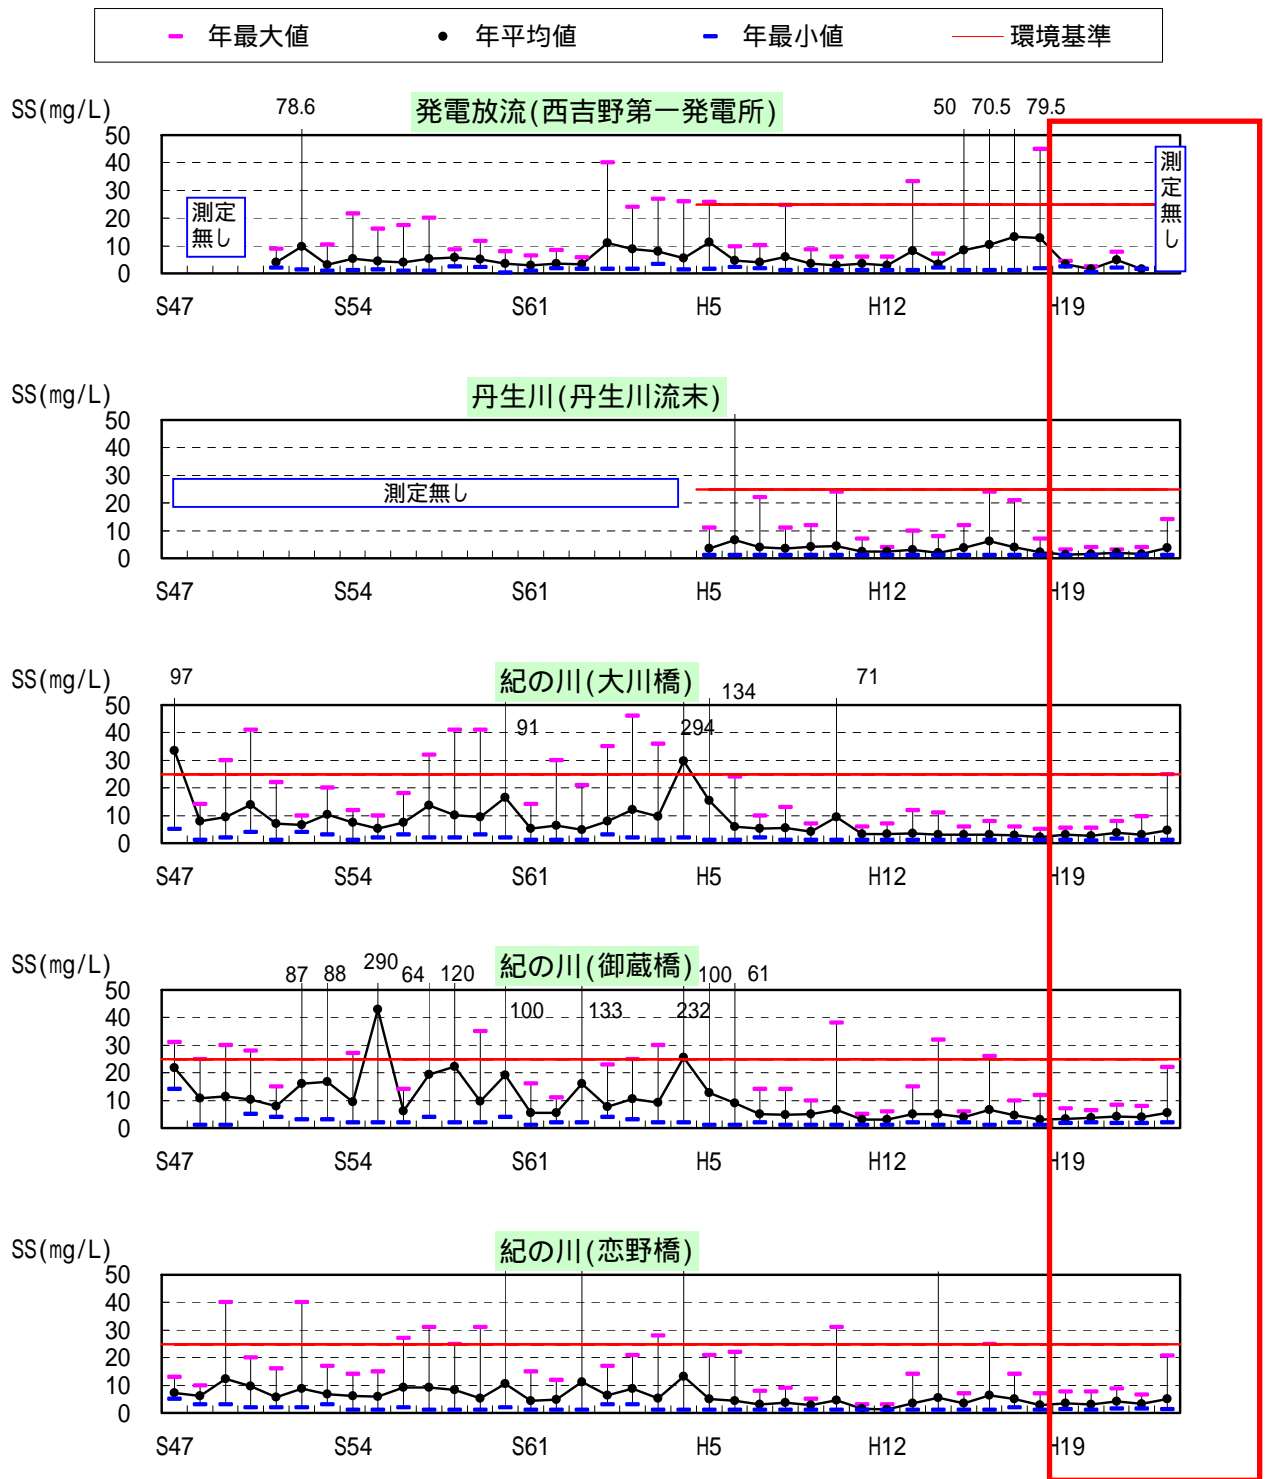 年最大値 年平均値 年最小値 環境基準
SS(mg/L) 78.6 発電放流(西吉野第一発電所) 50 70.5 79.5
50
40
30
20
10
0
測定
無し
測定無し
S47 S54 S61 H5 H12 H19
SS(mg/L) 丹生川(丹生川流末)
50
40
30
20
10
0
測定無し
S47 S54 S61 H5 H12 H19
SS(mg/L) 97 紀の川(大川橋) 134 71
91 294
50
40
30
20
10
0
S47 S54 S61 H5 H12 H19
SS(mg/L) 87 88 290 64 120 紀の川(御蔵橋) 100 61
100 133 232
50
40
30
20
10
0
S47 S54 S61 H5 H12 H19
SS(mg/L) 紀の川(恋野橋)
50
40
30
20
10
0
S47 S54 S61 H5 H12 H19